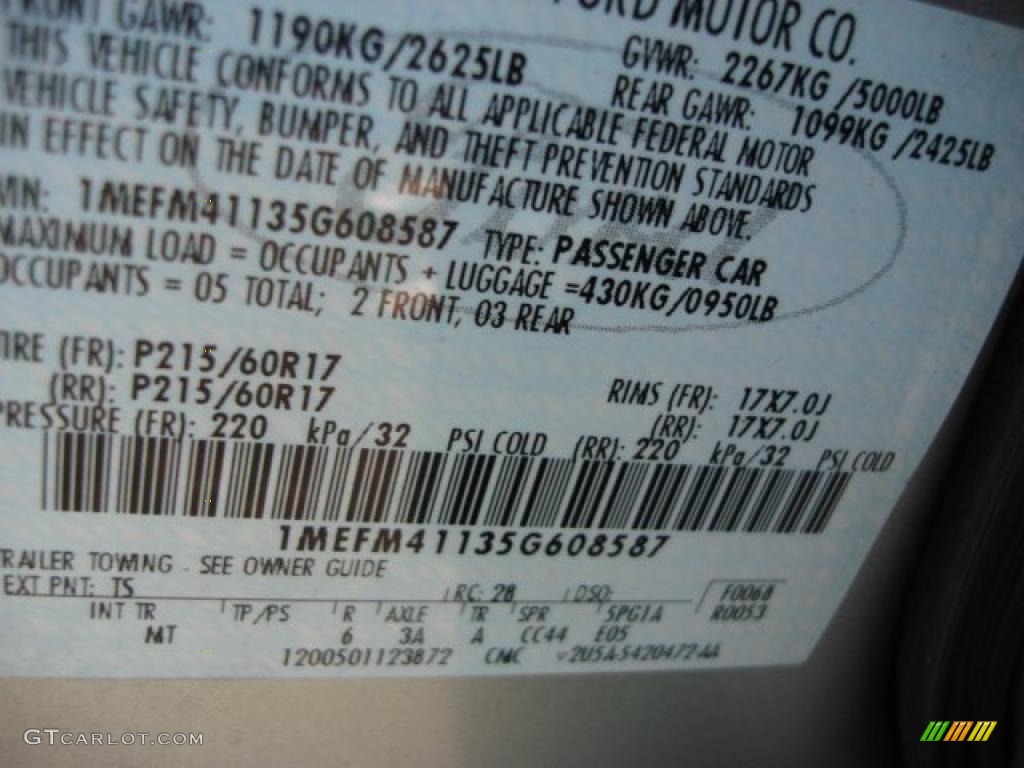 FORD MOTOR CO.
FRONT GAWR: 1190KG/2625LB GVWR: 2267KG/5000LB
REAR GAWR: 1099KG/2425LB
THIS VEHICLE CONFORMS TO ALL APPLICABLE FEDERAL MOTOR
VEHICLE SAFETY, BUMPER, AND THEFT PREVENTION STANDARDS
IN EFFECT ON THE DATE OF MANUFACTURE SHOWN ABOVE.
VIN: 1MEFM41135G608587 TYPE: PASSENGER CAR
MAXIMUM LOAD = OCCUPANTS + LUGGAGE =430KG/0950LB
OCCUPANTS = 05 TOTAL; 2 FRONT, 03 REAR
TIRE (FR): P215/60R17 RIMS (FR): 17X7.0J
(RR): P215/60R17 (RR): 17X7.0J
PRESSURE (FR): 220 kPa/32 PSI COLD (RR): 220 kPa/32 PSI COLD
1MEFM41135G608587
TRAILER TOWING - SEE OWNER GUIDE
EXT PNT: TS RC: 28 DSO: F0068
INT TR TP/PS R AXLE TR SPR 5PG1A R0053
MT 6 3A A CC44 E05
1200501123872 CMC
GTCARLOT.COM